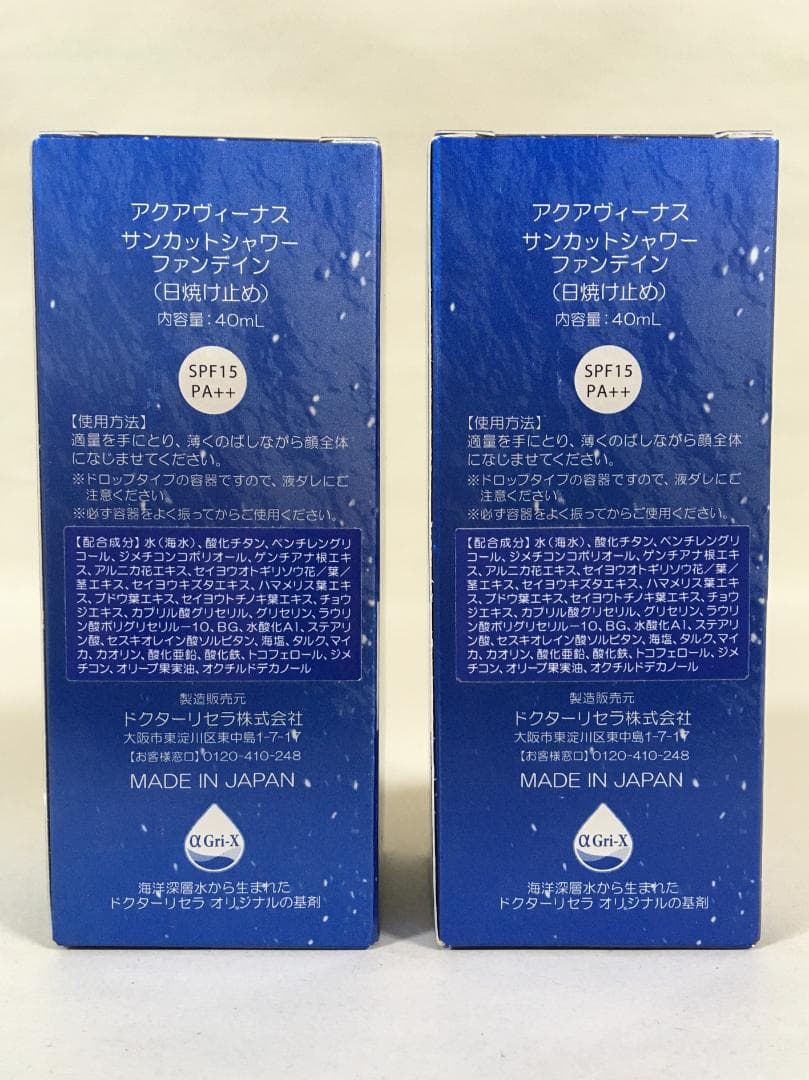 アクアヴィーナス
サンカットシャワー
ファンデイン
(日焼け止め)
内容量:40mL
SPF15
PA++
【使用方法】
適量を手にとり、薄くのばしながら顔全体
になじませてください。
※ドロップタイプの容器ですので、液ダレにご
注意ください。
※必ず容器をよく振ってからご使用ください。
【配合成分】水(海水)、酸化チタン、ペンチレングリ
コール、ジメチコンコポリオール、ゲンチアナ根エキ
ス、アルニカ花エキス、セイヨウオトギリソウ花/葉/
茎エキス、セイヨウキズタエキス、ハマメリス葉エキ
ス、ブドウ葉エキス、セイヨウトチノキ葉エキス、チョウ
ジエキス、カプリル酸グリセリル、グリセリン、ラウリ
ン酸ポリグリセリル-10、BG、水酸化Al、ステアリ
ン酸、セスキオレイン酸ソルビタン、海塩、タルク、マイ
カ、カオリン、酸化亜鉛、酸化鉄、トコフェロール、ジメ
チコン、オリーブ果実油、オクチルドデカノール
製造販売元
ドクターリセラ株式会社
大阪市東淀川区東中島1-7-17
【お客様窓口】0120-410-248
MADE IN JAPAN
α Gri-X
海洋深層水から生まれた
ドクターリセラ オリジナルの基剤
アクアヴィーナス
サンカットシャワー
ファンデイン
(日焼け止め)
内容量:40mL
SPF15
PA++
【使用方法】
適量を手にとり、薄くのばしながら顔全体
になじませてください。
※ドロップタイプの容器ですので、液ダレにご
注意ください。
※必ず容器をよく振ってからご使用ください。
【配合成分】水(海水)、酸化チタン、ペンチレングリ
コール、ジメチコンコポリオール、ゲンチアナ根エキ
ス、アルニカ花エキス、セイヨウオトギリソウ花/葉/
茎エキス、セイヨウキズタエキス、ハマメリス葉エキ
ス、ブドウ葉エキス、セイヨウトチノキ葉エキス、チョウ
ジエキス、カプリル酸グリセリル、グリセリン、ラウリ
ン酸ポリグリセリル-10、BG、水酸化Al、ステアリ
ン酸、セスキオレイン酸ソルビタン、海塩、タルク、マイ
カ、カオリン、酸化亜鉛、酸化鉄、トコフェロール、ジメ
チコン、オリーブ果実油、オクチルドデカノール
製造販売元
ドクターリセラ株式会社
大阪市東淀川区東中島1-7-17
【お客様窓口】0120-410-248
MADE IN JAPAN
α Gri-X
海洋深層水から生まれた
ドクターリセラ オリジナルの基剤